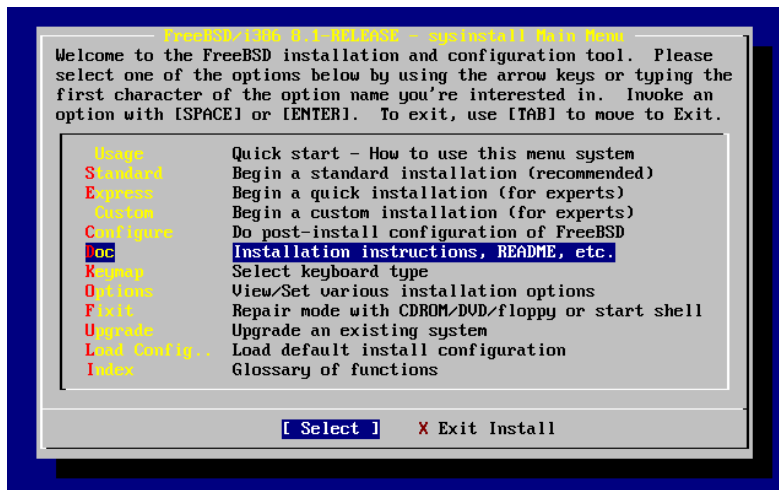 FreeBSD/i386 8.1-RELEASE - sysinstall Main Menu
Welcome to the FreeBSD installation and configuration tool.  Please
select one of the options below by using the arrow keys or typing the
first character of the option name you're interested in.  Invoke an
option with [SPACE] or [ENTER].  To exit, use [TAB] to move to Exit.
Usage Quick start - How to use this menu system
Standard Begin a standard installation (recommended)
Express Begin a quick installation (for experts)
Custom Begin a custom installation (for experts)
Configure Do post-install configuration of FreeBSD
Doc Installation instructions, README, etc.
Keymap Select keyboard type
Options View/Set various installation options
Fixit Repair mode with CDROM/DVD/floppy or start shell
Upgrade Upgrade an existing system
Load Config.. Load default install configuration
Index Glossary of functions
[ Select ] X Exit Install